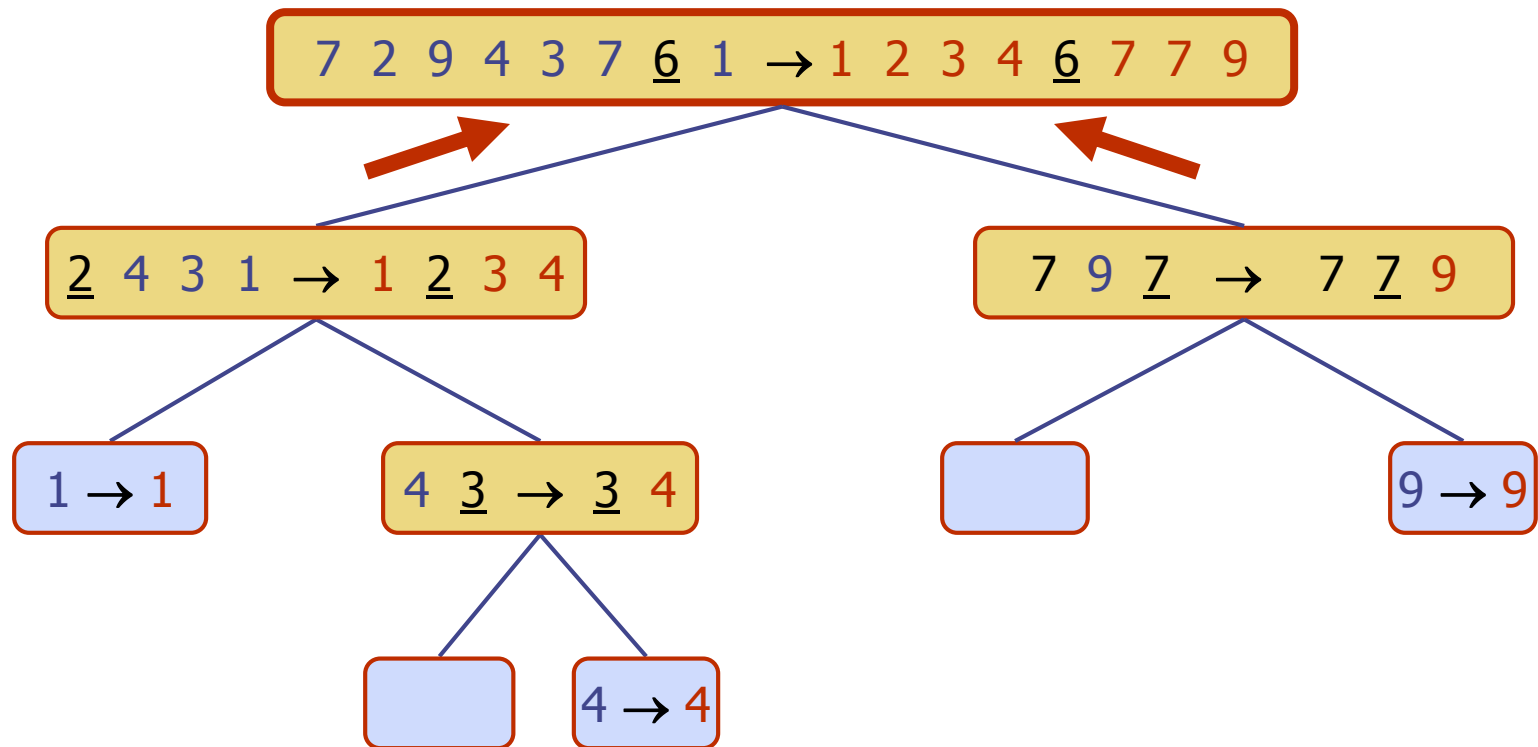 7 2 9 4 3 7 6 1 → 1 2 3 4 6 7 7 9
2 4 3 1 → 1 2 3 4
7 9 7 → 7 7 9
1 → 1
4 3 → 3 4
9 → 9
4 → 4